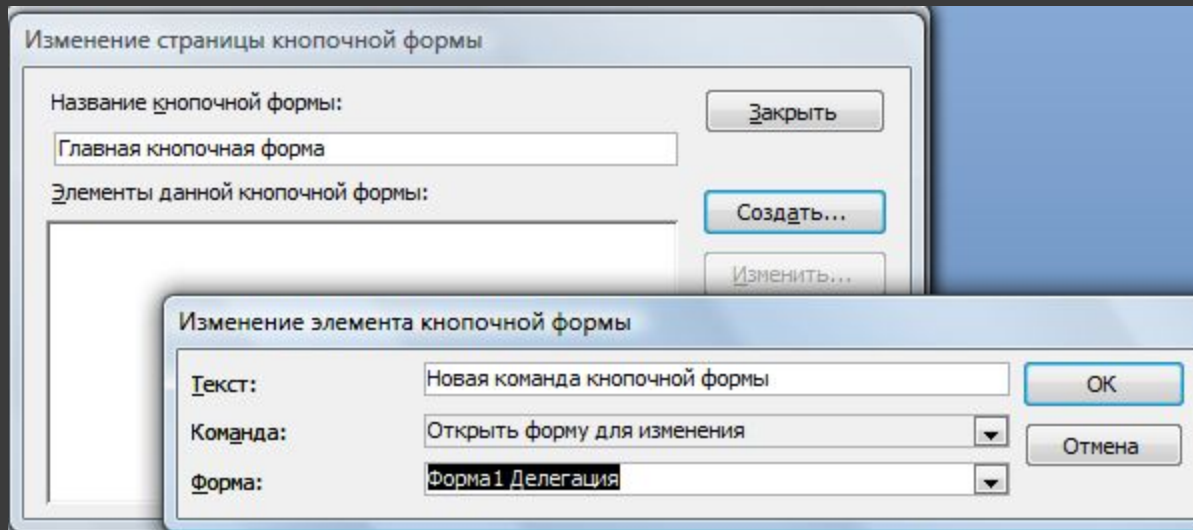 Изменение страницы кнопочной формы
Название кнопочной формы:
Закрыть
Главная кнопочная форма
Элементы данной кнопочной формы:
Создать...
Изменить...
Изменение элемента кнопочной формы
Текст:
Новая команда кнопочной формы
ОК
Команда:
Открыть форму для изменения
Отмена
Форма:
Форма1 Делегация